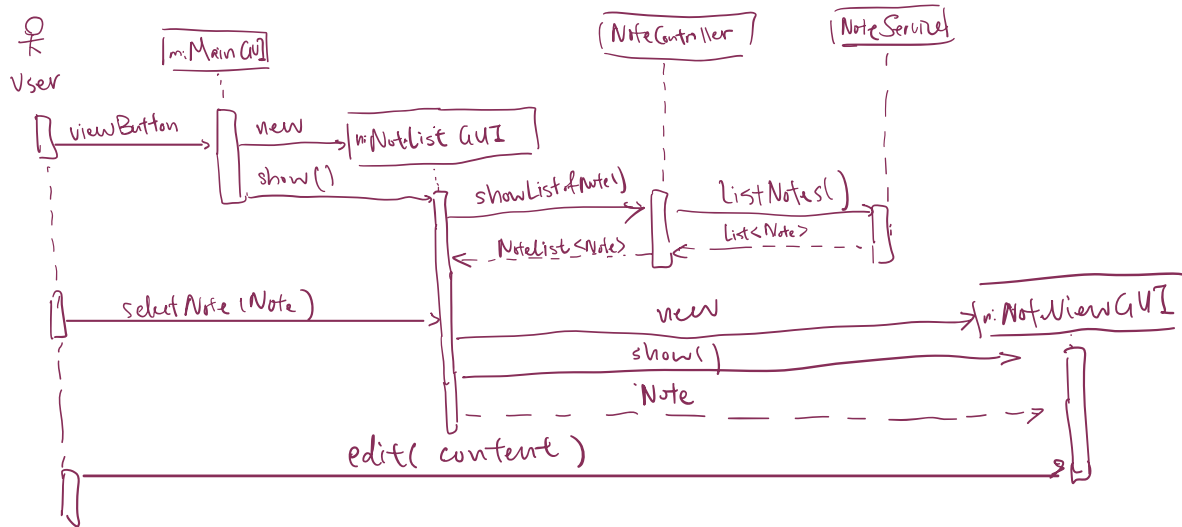 User
m:MainGUI
NoteController
NoteService
viewButton
new
n:NoteList GUI
show()
showListofNote()
ListNotes()
NoteList<Note>
List<Note>
selectNote(Note)
new
n:NoteViewGUI
show()
:Note
edit( content )